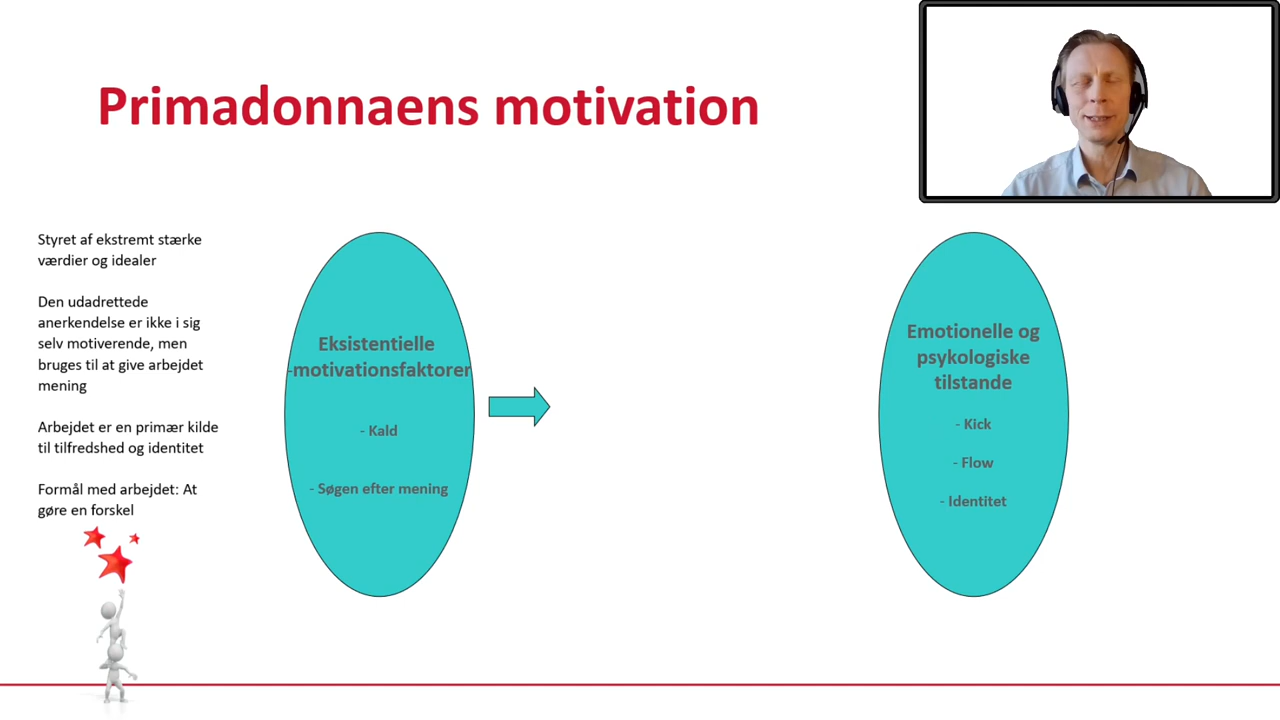 Primadonnaens motivation
Styret af ekstremt stærke
værdier og idealer
Den udadrettede
anerkendelse er ikke i sig
selv motiverende, men
bruges til at give arbejdet
mening
Arbejdet er en primær kilde
til tilfredshed og identitet
Formål med arbejdet: At
gøre en forskel
Eksistentielle
-motivationsfaktorer
- Kald
- Søgen efter mening
Emotionelle og
psykologiske
tilstande
- Kick
- Flow
- Identitet